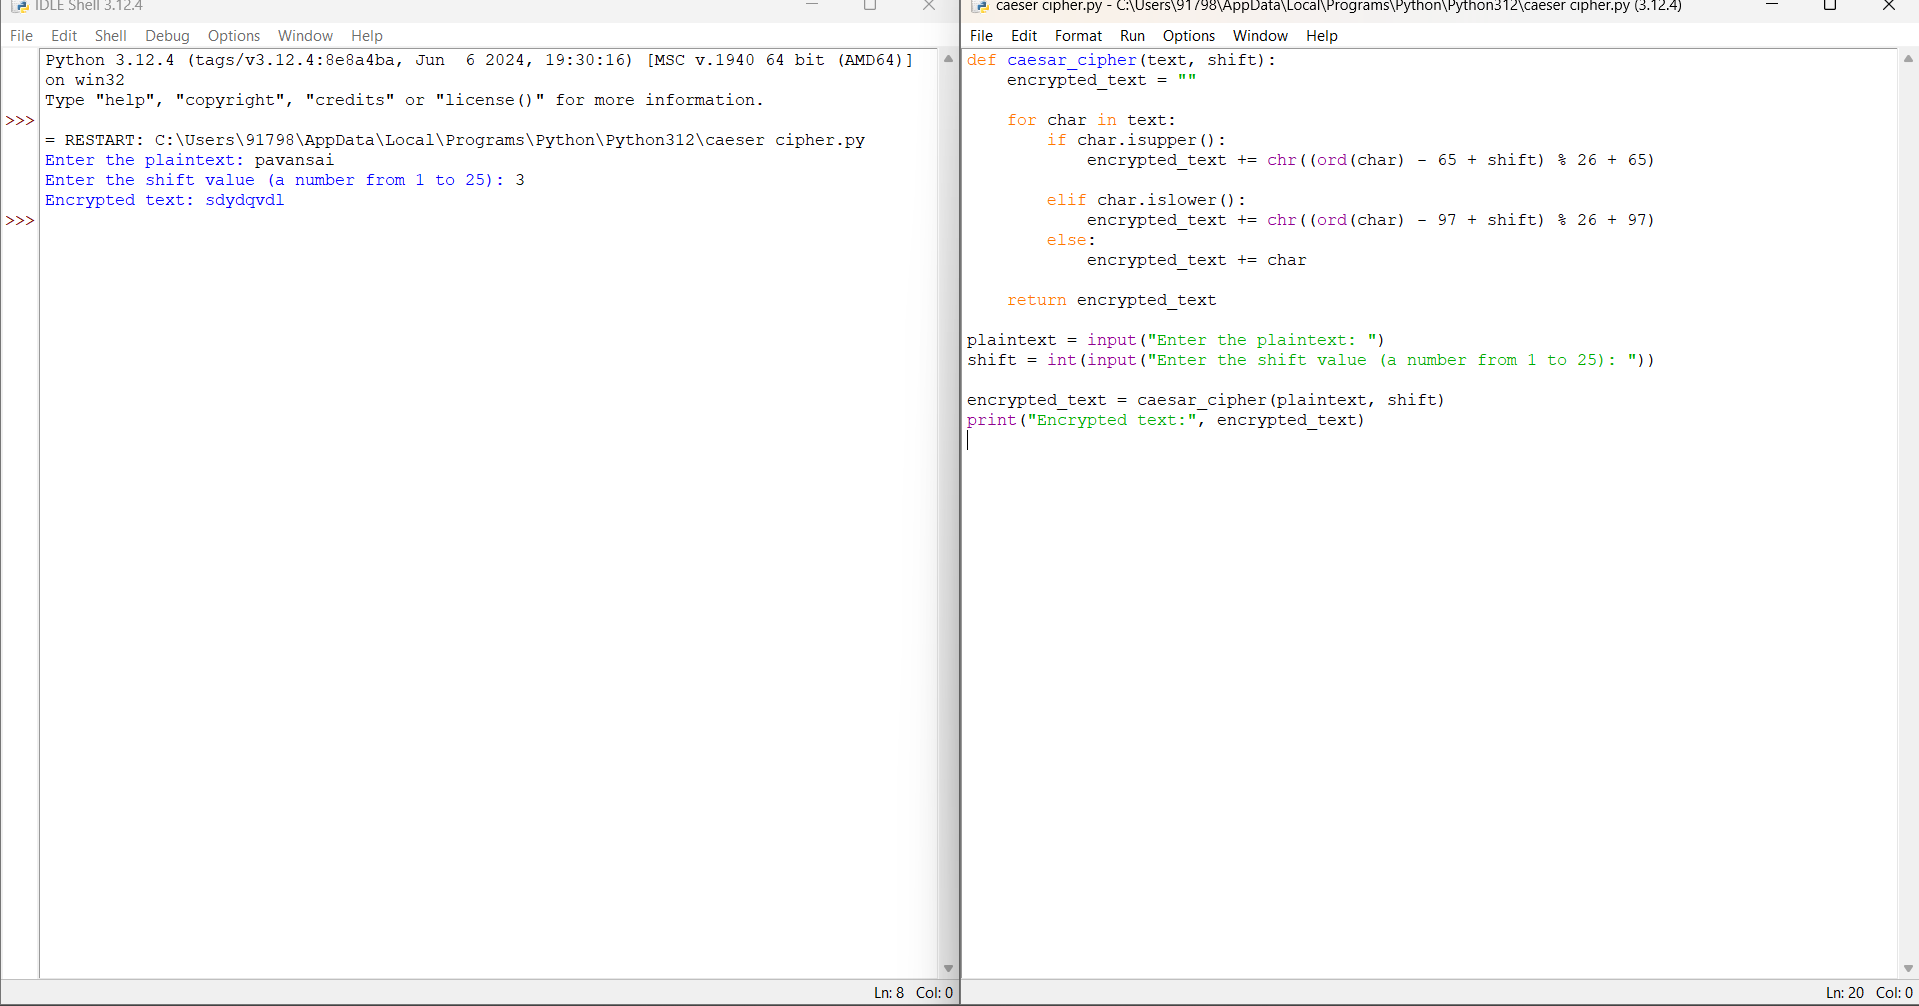 IDLE Shell 3.12.4
File Edit Shell Debug Options Window Help
Python 3.12.4 (tags/v3.12.4:8e8a4ba, Jun  6 2024, 19:30:16) [MSC v.1940 64 bit (AMD64)]
on win32
Type "help", "copyright", "credits" or "license()" for more information.
>>>
= RESTART: C:\Users\91798\AppData\Local\Programs\Python\Python312\caeser cipher.py
Enter the plaintext: pavansai
Enter the shift value (a number from 1 to 25): 3
Encrypted text: sdydqvdl
>>>
Ln: 8 Col: 0
caeser cipher.py - C:\Users\91798\AppData\Local\Programs\Python\Python312\caeser cipher.py (3.12.4)
File Edit Format Run Options Window Help
def caesar_cipher(text, shift):
    encrypted_text = ""
    for char in text:
        if char.isupper():
            encrypted_text += chr((ord(char) - 65 + shift) % 26 + 65)
        elif char.islower():
            encrypted_text += chr((ord(char) - 97 + shift) % 26 + 97)
        else:
            encrypted_text += char
    return encrypted_text
plaintext = input("Enter the plaintext: ")
shift = int(input("Enter the shift value (a number from 1 to 25): "))
encrypted_text = caesar_cipher(plaintext, shift)
print("Encrypted text:", encrypted_text)
Ln: 20 Col: 0